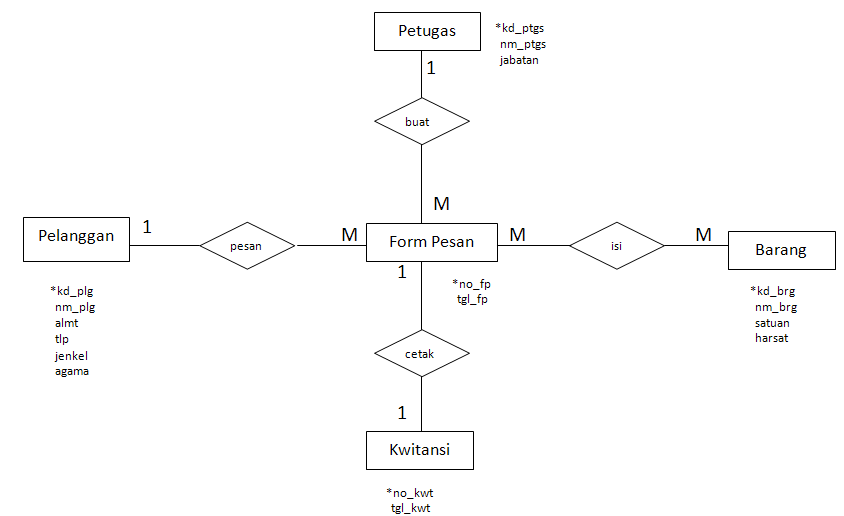 Petugas
*kd_ptgs
nm_ptgs
jabatan
1
buat
M
Pelanggan
1
pesan
M
Form Pesan
M
isi
M
Barang
*kd_plg
nm_plg
almt
tlp
jenkel
agama
1
*no_fp
tgl_fp
*kd_brg
nm_brg
satuan
harsat
cetak
1
Kwitansi
*no_kwt
tgl_kwt